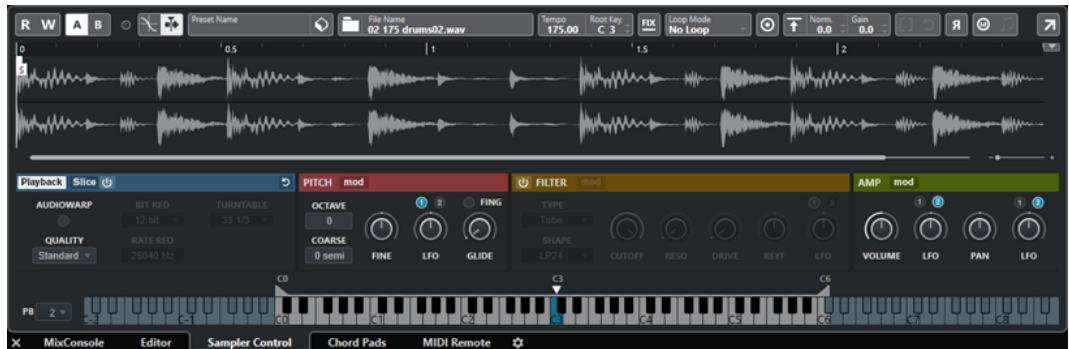 R W A B Preset Name File Name Tempo Root Key FIX Loop Mode Norm. Gain R
02 175 drums02.wav 175.00 C 3 No Loop 0.0 0.0
0 0.5 1 1.5 2
S
Playback Slice PITCH mod FILTER mod AMP mod
AUDIOWARP BIT RED TURNTABLE OCTAVE 1 2 FING TYPE 1 2 1 2
12 bit 33 1/3 0 Tube
QUALITY RATE RED COARSE SHAPE
Standard 26040 Hz 0 semi FINE LFO GLIDE LP24 CUTOFF RESO DRIVE KEYF LFO VOLUME LFO PAN LFO
C0 C3 C6
PB 2
C-2 C-1 C0 C1 C2 C3 C4 C5 C6 C7 C8
MixConsole Editor Sampler Control Chord Pads MIDI Remote